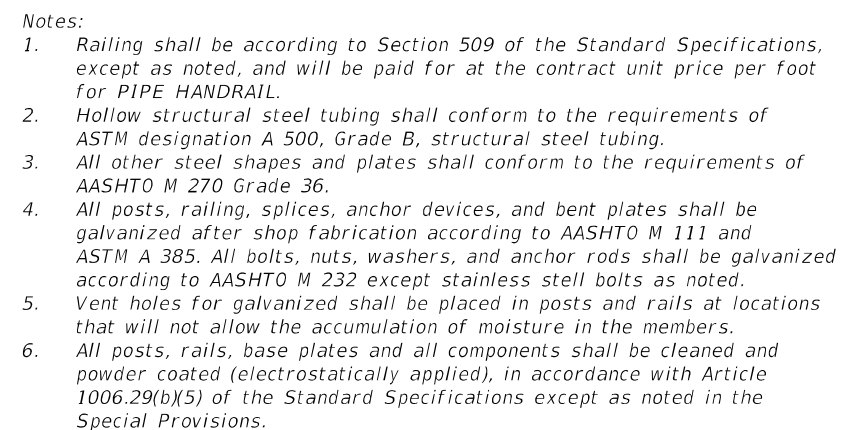 Notes:
1. Railing shall be according to Section 509 of the Standard Specifications,
except as noted, and will be paid for at the contract unit price per foot
for PIPE HANDRAIL.
2. Hollow structural steel tubing shall conform to the requirements of
ASTM designation A 500, Grade B, structural steel tubing.
3. All other steel shapes and plates shall conform to the requirements of
AASHTO M 270 Grade 36.
4. All posts, railing, splices, anchor devices, and bent plates shall be
galvanized after shop fabrication according to AASHTO M 111 and
ASTM A 385. All bolts, nuts, washers, and anchor rods shall be galvanized
according to AASHTO M 232 except stainless stell bolts as noted.
5. Vent holes for galvanized shall be placed in posts and rails at locations
that will not allow the accumulation of moisture in the members.
6. All posts, rails, base plates and all components shall be cleaned and
powder coated (electrostatically applied), in accordance with Article
1006.29(b)(5) of the Standard Specifications except as noted in the
Special Provisions.